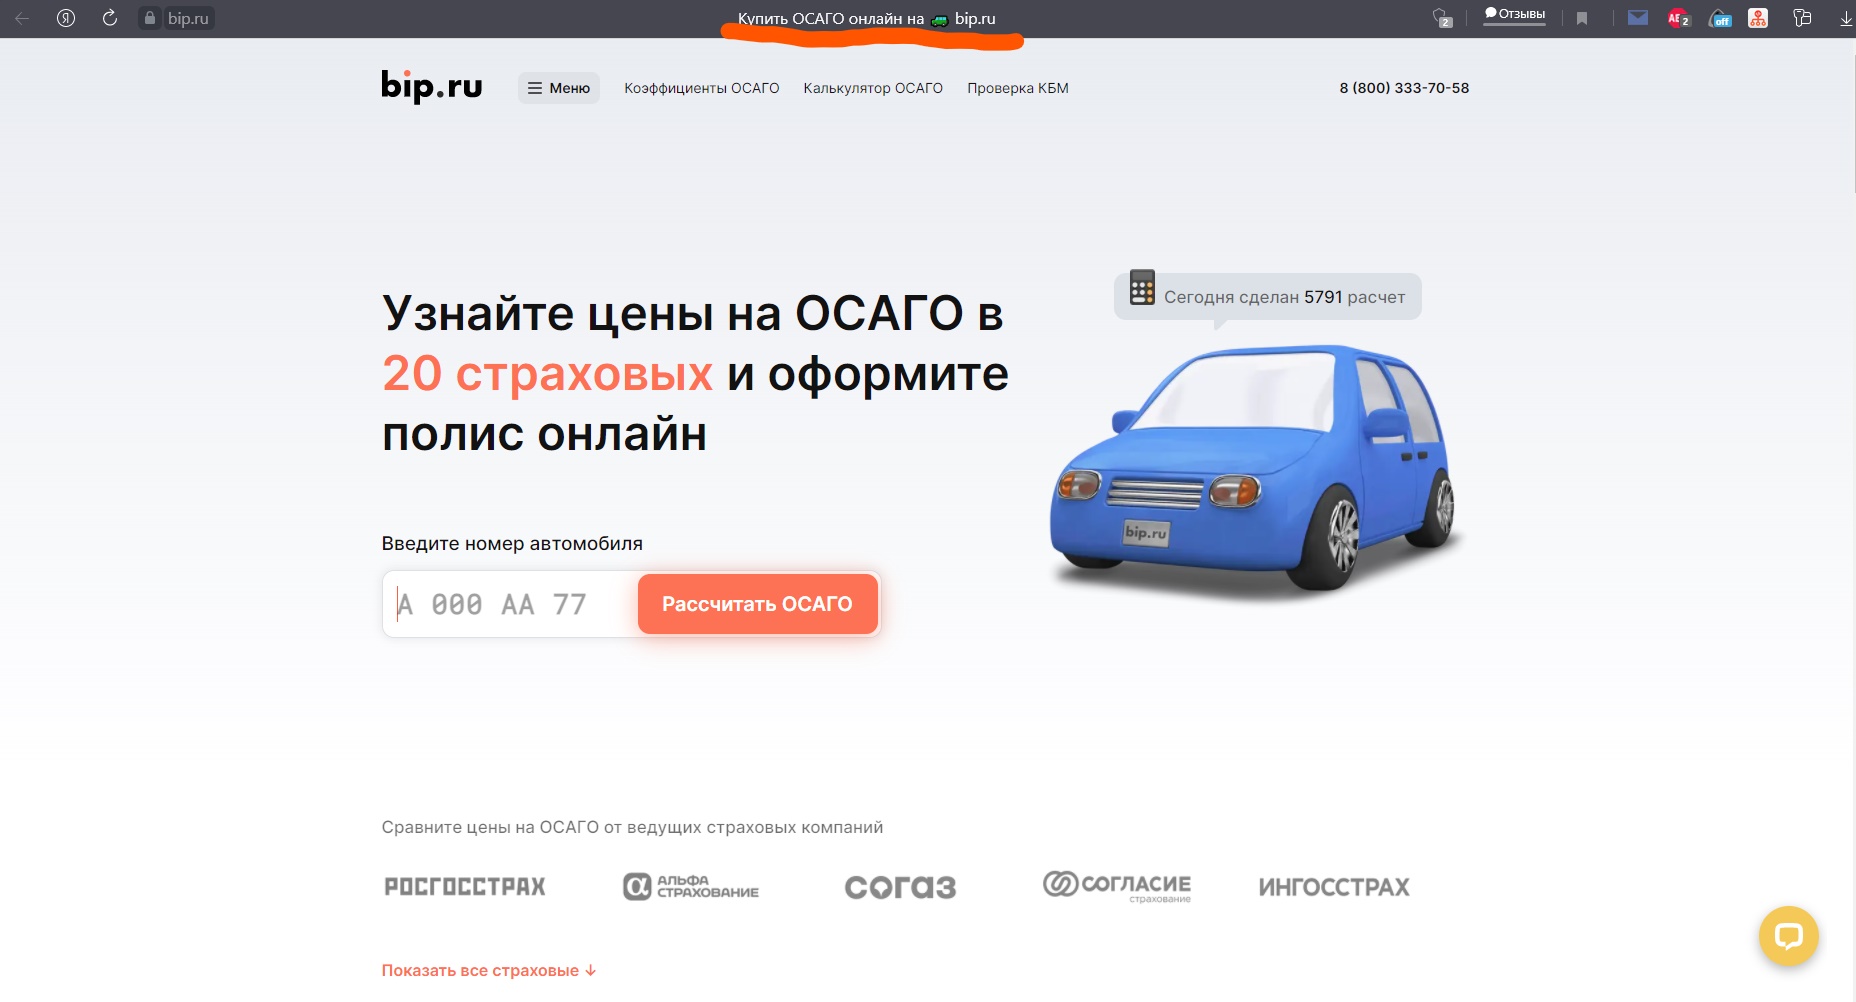 bip.ru
Купить ОСАГО онлайн на bip.ru
2
Отзывы
2
off
bip.ru
Меню
Коэффициенты ОСАГО
Калькулятор ОСАГО
Проверка КБМ
8 (800) 333-70-58
Сегодня сделан 5791 расчет
Узнайте цены на ОСАГО в
20 страховых и оформите
полис онлайн
bip.ru
Введите номер автомобиля
А 000 АА 77
Рассчитать ОСАГО
Сравните цены на ОСАГО от ведущих страховых компаний
РОСГОССТРАХ
АЛЬФА
СТРАХОВАНИЕ
СОГАЗ
СОГЛАСИЕ
страхование
ИНГОССТРАХ
Показать все страховые ↓